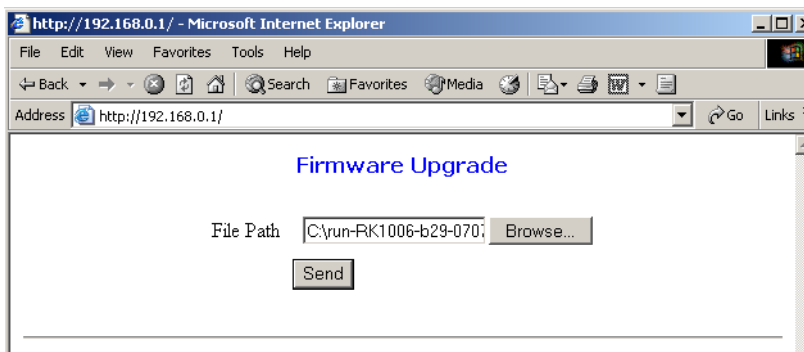 http://192.168.0.1/ - Microsoft Internet Explorer
File Edit View Favorites Tools Help
Back Search Favorites Media
Address http://192.168.0.1/ Go Links
Firmware Upgrade
File Path C:\run-RK1006-b29-0707 Browse...
Send